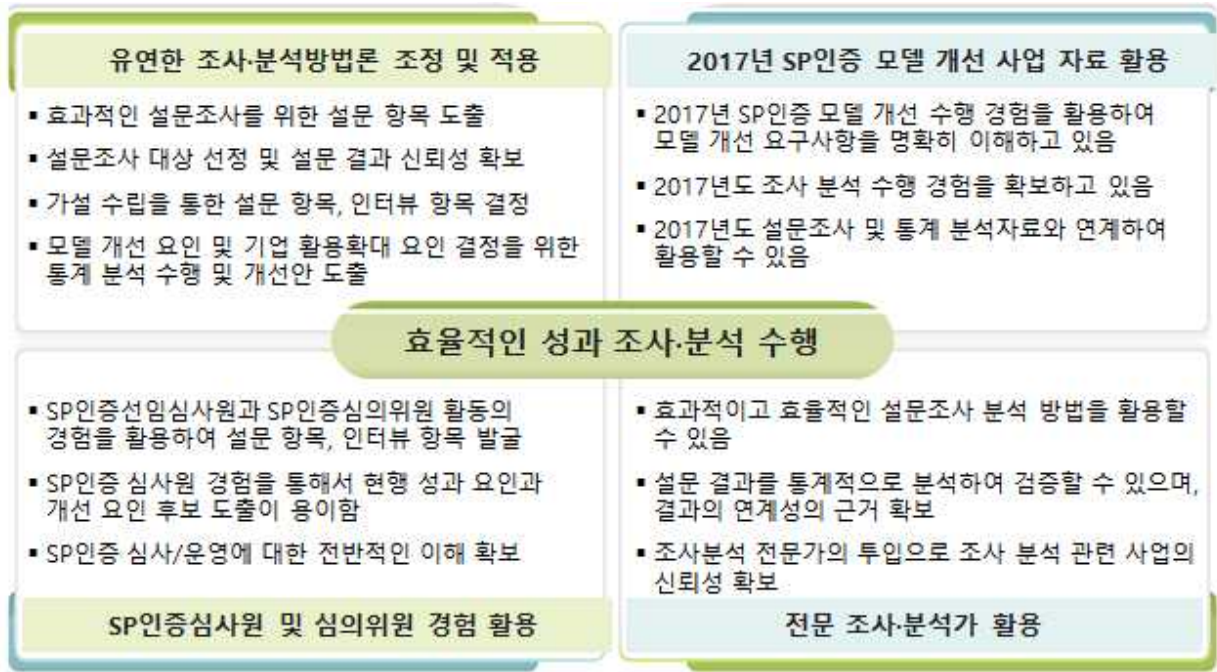 유연한 조사·분석방법론 조정 및 적용
▪ 효과적인 설문조사를 위한 설문 항목 도출
▪ 설문조사 대상 선정 및 설문 결과 신뢰성 확보
▪ 가설 수립을 통한 설문 항목, 인터뷰 항목 결정
▪ 모델 개선 요인 및 기업 활용확대 요인 결정을 위한
통계 분석 수행 및 개선안 도출
2017년 SP인증 모델 개선 사업 자료 활용
▪ 2017년 SP인증 모델 개선 수행 경험을 활용하여
모델 개선 요구사항을 명확히 이해하고 있음
▪ 2017년도 조사 분석 수행 경험을 확보하고 있음
▪ 2017년도 설문조사 및 통계 분석자료와 연계하여
활용할 수 있음
효율적인 성과 조사·분석 수행
▪ SP인증선임심사원과 SP인증심의위원 활동의
경험을 활용하여 설문 항목, 인터뷰 항목 발굴
▪ SP인증 심사원 경험을 통해서 현행 성과 요인과
개선 요인 후보 도출이 용이함
▪ SP인증 심사/운영에 대한 전반적인 이해 확보
SP인증심사원 및 심의위원 경험 활용
▪ 효과적이고 효율적인 설문조사 분석 방법을 활용할
수 있음
▪ 설문 결과를 통계적으로 분석하여 검증할 수 있으며,
결과의 연계성의 근거 확보
▪ 조사분석 전문가의 투입으로 조사 분석 관련 사업의
신뢰성 확보
전문 조사·분석가 활용